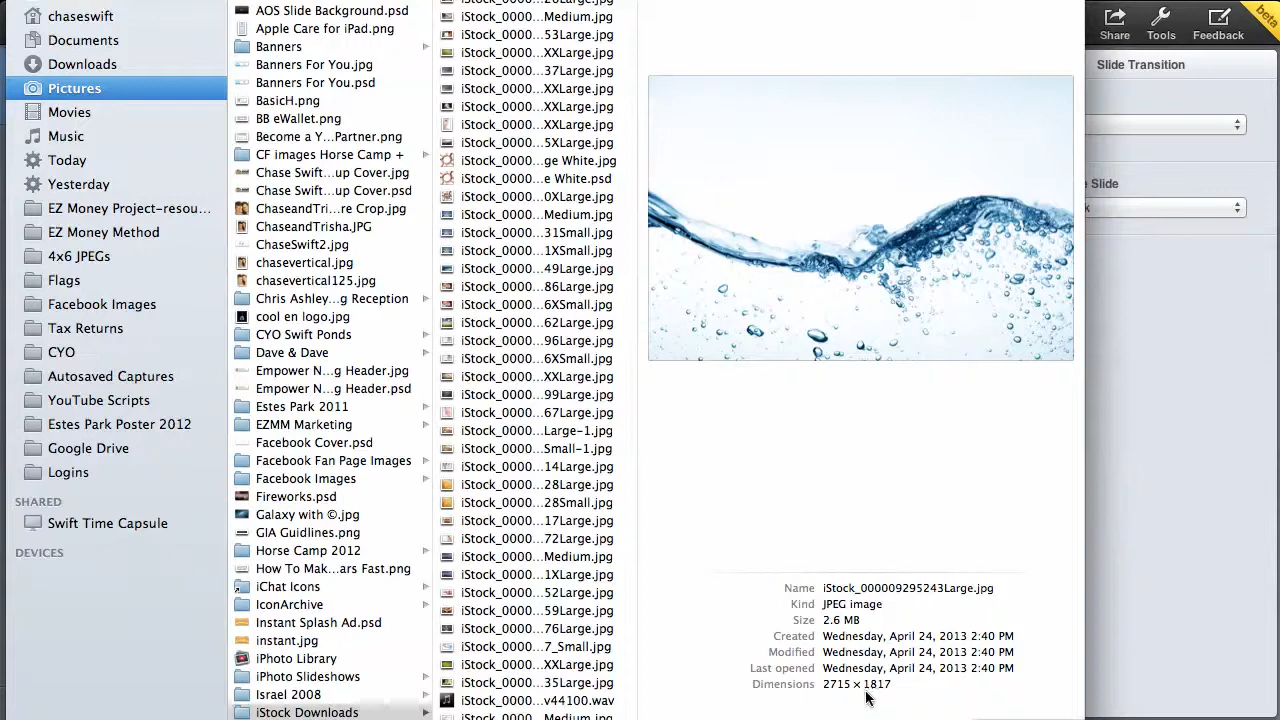 chaseswift
Documents
Downloads
Pictures
Movies
Music
Today
Yesterday
EZ Money Project-resu...
EZ Money Method
4x6 JPEGs
Flags
Facebook Images
Tax Returns
CYO
Autosaved Captures
YouTube Scripts
Estes Park Poster 2012
Google Drive
Logins
SHARED
Swift Time Capsule
DEVICES
AOS Slide Background.psd
Apple Care for iPad.png
Banners
Banners For You.jpg
Banners For You.psd
BasicH.png
BB eWallet.png
Become a Y...Partner.png
CF images Horse Camp +
Chase Swift...up Cover.jpg
Chase Swift...up Cover.psd
ChaseandTri...re Crop.jpg
ChaseandTrisha.JPG
ChaseSwift2.jpg
chasevertical.jpg
chasevertical125.jpg
Chris Ashley...g Reception
cool en logo.jpg
CYO Swift Ponds
Dave & Dave
Empower N...g Header.jpg
Empower N...g Header.psd
Estes Park 2011
EZMM Marketing
Facebook Cover.psd
Facebook Fan Page Images
Facebook Images
Fireworks.psd
Galaxy with ©.jpg
GIA Guidlines.png
Horse Camp 2012
How To Mak...ars Fast.png
iChat Icons
IconArchive
Instant Splash Ad.psd
instant.jpg
iPhoto Library
iPhoto Slideshows
Israel 2008
iStock Downloads
iStock_0000...Medium.jpg
iStock_0000...53Large.jpg
iStock_0000...XXLarge.jpg
iStock_0000...37Large.jpg
iStock_0000...XXLarge.jpg
iStock_0000...XXLarge.jpg
iStock_0000...XXLarge.jpg
iStock_0000...5XLarge.jpg
iStock_0000...ge White.jpg
iStock_0000...e White.psd
iStock_0000...0XLarge.jpg
iStock_0000...Medium.jpg
iStock_0000...31Small.jpg
iStock_0000...1XSmall.jpg
iStock_0000...49Large.jpg
iStock_0000...86Large.jpg
iStock_0000...6XSmall.jpg
iStock_0000...62Large.jpg
iStock_0000...96Large.jpg
iStock_0000...6XSmall.jpg
iStock_0000...XXLarge.jpg
iStock_0000...99Large.jpg
iStock_0000...67Large.jpg
iStock_0000...Large-1.jpg
iStock_0000...Small-1.jpg
iStock_0000...14Large.jpg
iStock_0000...28Large.jpg
iStock_0000...28Small.jpg
iStock_0000...17Large.jpg
iStock_0000...72Large.jpg
iStock_0000...Medium.jpg
iStock_0000...1XLarge.jpg
iStock_0000...52Large.jpg
iStock_0000...59Large.jpg
iStock_0000...76Large.jpg
iStock_0000...7_Small.jpg
iStock_0000...XXLarge.jpg
iStock_0000...35Large.jpg
iStock_0000...v44100.wav
iStock_0000...Medium.jpg
Name
Kind JPEG image
Size 2.6 MB
Created Wednesday, April 24, 2013 2:40 PM
Modified Wednesday, April 24, 2013 2:40 PM
Last opened Wednesday, April 24, 2013 2:40 PM
Dimensions 2715 ×
Share Tools Feedback
beta
Slide Transition
e Slide